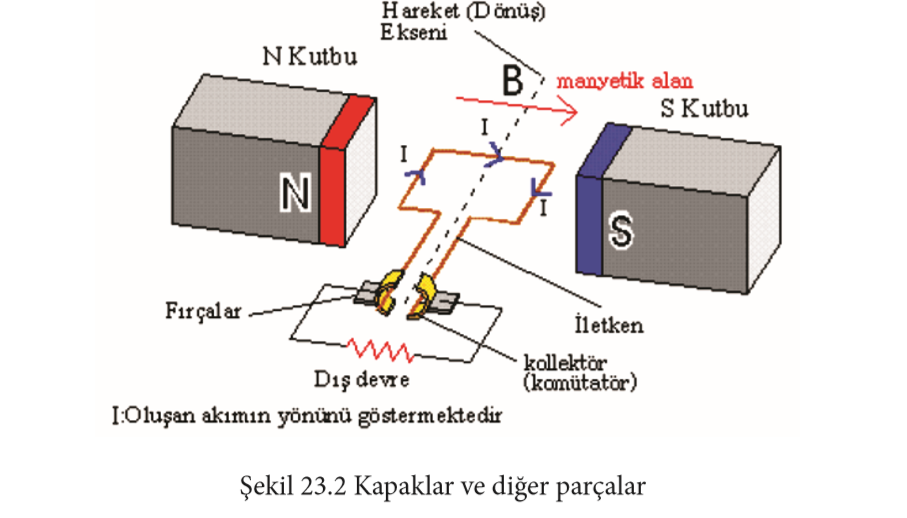 Hareket (Dönüş)
Ekseni
N Kutbu
B
manyetik alan
S Kutbu
I
I
I
N
S
Fırçalar
İletken
kollektör
(komütatör)
Dış devre
I:Oluşan akımın yönünü göstermektedir
Şekil 23.2 Kapaklar ve diğer parçalar